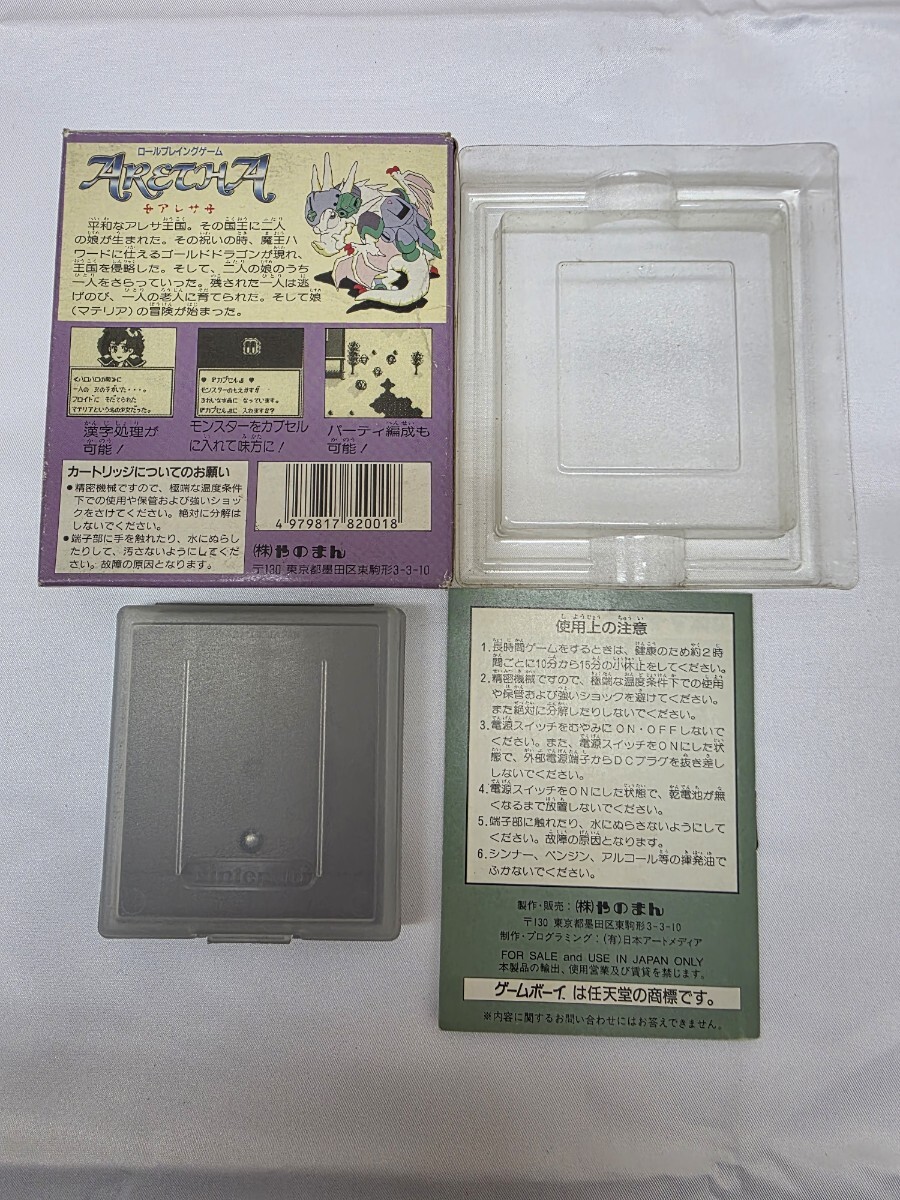 ロールプレイングゲーム
ARETHA
アレサ
平和なアレサ王国。その国王に二人
の娘が生まれた。その祝いの時、魔王ハ
ワードに仕えるゴールドドラゴンが現れ、
王国を侵略した。そして、二人の娘のうち
一人をさらっていった。残された一人は逃
げのび、一人の老人に育てられた。そして娘
(マテリア)の冒険が始まった。
漢字処理が
可能!
モンスターをカプセル
に入れて味方に!
パーティ編成も
可能!
カートリッジについてのお願い
●精密機械ですので、極端な温度条件
下での使用や保管および強いショッ
クをさけてください。絶対に分解は
しないでください。
●端子部に手を触れたり、水にぬらし
たりして、汚さないようにしてくだ
さい。故障の原因となります。
4 979817 820018
(株)やのまん
〒130 東京都墨田区東駒形3-3-10
Nintendo
使用上の注意
1.長時間ゲームをするときは、健康のため約2時
間ごとに10分から15分の小休止をしてください。
2.精密機械ですので、極端な温度条件下での使用
や保管および強いショックを避けてください。
また絶対に分解したりしないでください。
3.電源スイッチをむやみにON・OFFしないで
ください。また、電源スイッチをONにした状
態で、外部電源端子からDCプラグを抜き差し
しないでください。
4.電源スイッチをONにした状態で、乾電池が無
くなるまで放置しないでください。
5.端子部に触れたり、水にぬらさないようにして
ください。故障の原因となります。
6.シンナー、ベンジン、アルコール等の揮発油で
ふかないでください。
製作・販売:(株)やのまん
〒130 東京都墨田区東駒形3-3-10
制作・プログラミング:(有)日本アートメディア
FOR SALE and USE IN JAPAN ONLY
本製品の輸出、使用営業及び賃貸を禁じます。
ゲームボーイ は任天堂の商標です。
※内容に関するお問い合わせにはお答えできません。